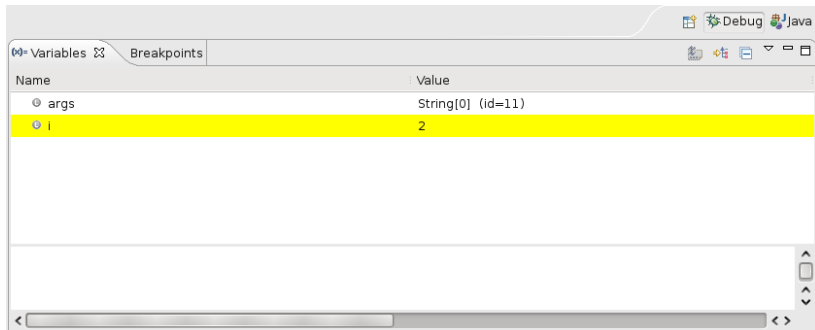 Debug Java
(x)= Variables Breakpoints
Name Value
args String[0] (id=11)
i 2